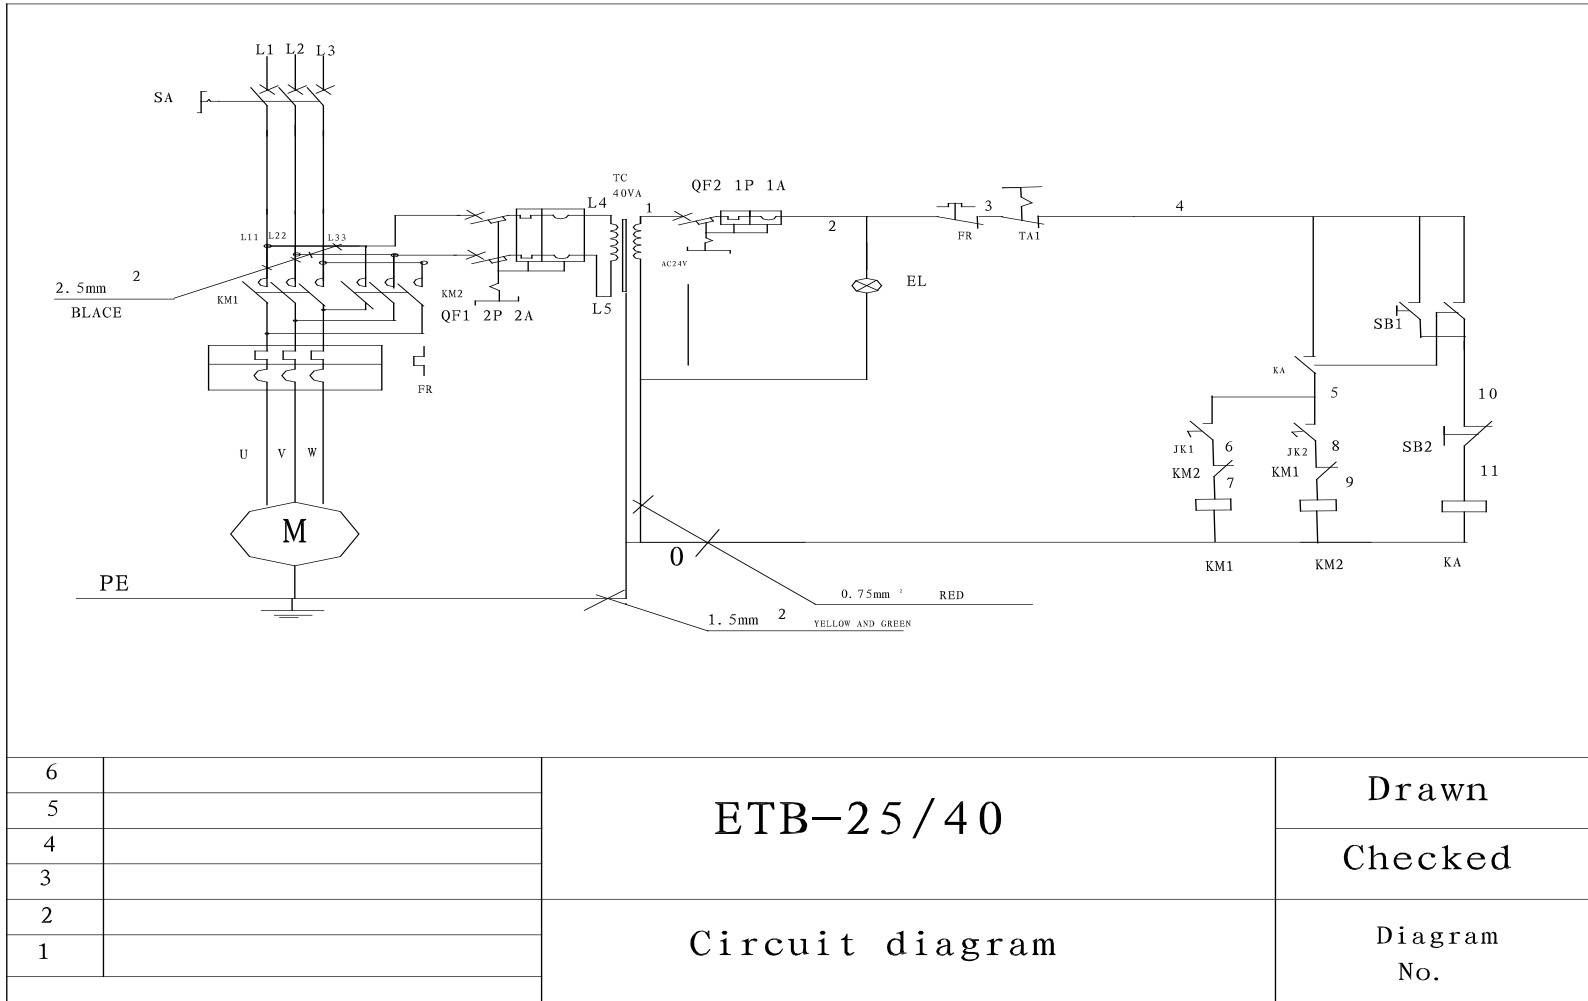 L1 L2 L3
SA
TC
40VA
QF2 1P 1A
L4
1
2
3
4
FR
TA1
L11 L22 L33
AC24V
2.5mm 2
BLACE
KM1
KM2
QF1 2P 2A
L5
EL
SB1
KA
FR
5
10
U V W
JK1
6
JK2
8
SB2
KM2
7
KM1
9
11
M
0
KM1
KM2
KA
PE
0.75mm 2 RED
1.5mm 2 YELLOW AND GREEN
6
5
4
3
2
1
ETB-25/40
Circuit diagram
Drawn
Checked
Diagram
No.